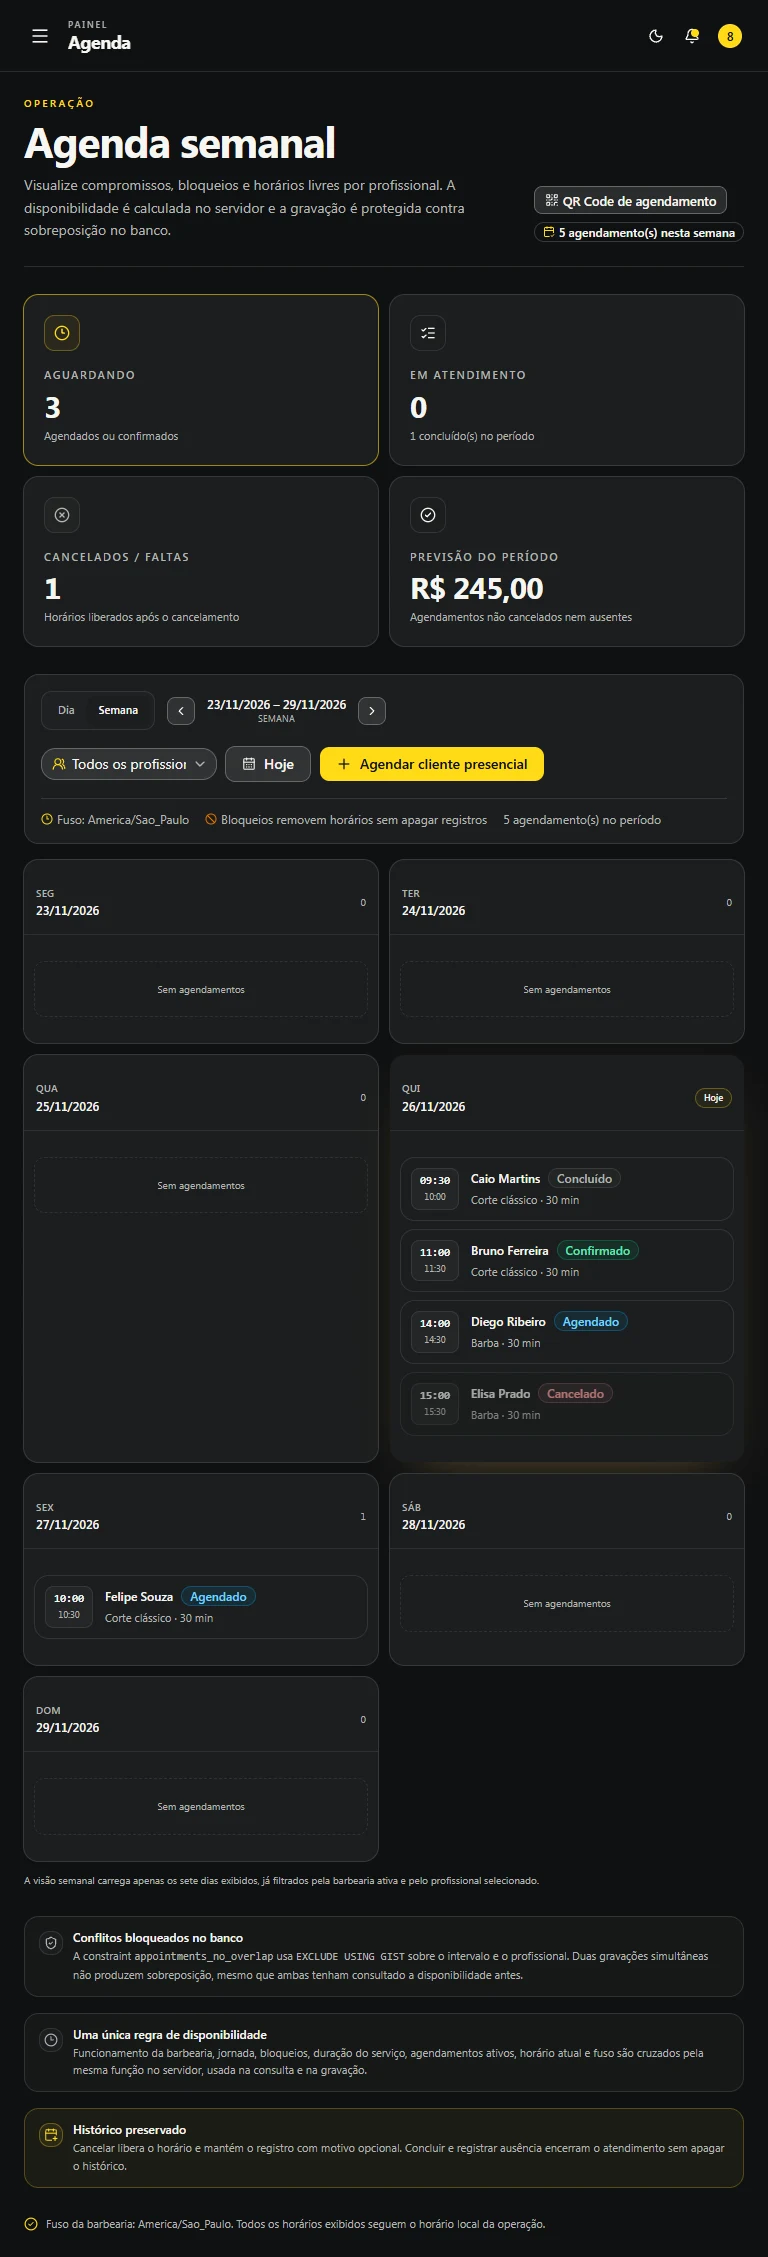 PAINEL
Agenda
8
OPERAÇÃO
Agenda semanal
Visualize compromissos, bloqueios e horários livres por profissional. A
disponibilidade é calculada no servidor e a gravação é protegida contra
sobreposição no banco.
QR Code de agendamento
5 agendamento(s) nesta semana
AGUARDANDO
3
Agendados ou confirmados
EM ATENDIMENTO
0
1 concluído(s) no período
CANCELADOS / FALTAS
1
Horários liberados após o cancelamento
PREVISÃO DO PERÍODO
R$ 245,00
Agendamentos não cancelados nem ausentes
Dia
Semana
23/11/2026 – 29/11/2026
SEMANA
Todos os profissior
Hoje
Agendar cliente presencial
Fuso: America/Sao_Paulo
Bloqueios removem horários sem apagar registros
5 agendamento(s) no período
SEG
23/11/2026
0
Sem agendamentos
TER
24/11/2026
0
Sem agendamentos
QUA
25/11/2026
0
Sem agendamentos
QUI
26/11/2026
Hoje
09:30
10:00
Caio Martins
Concluído
Corte clássico · 30 min
11:00
11:30
Bruno Ferreira
Confirmado
Corte clássico · 30 min
14:00
14:30
Diego Ribeiro
Agendado
Barba · 30 min
15:00
15:30
Elisa Prado
Cancelado
Barba · 30 min
SEX
27/11/2026
1
10:00
10:30
Felipe Souza
Agendado
Corte clássico · 30 min
SÁB
28/11/2026
0
Sem agendamentos
DOM
29/11/2026
0
Sem agendamentos
A visão semanal carrega apenas os sete dias exibidos, já filtrados pela barbearia ativa e pelo profissional selecionado.
Conflitos bloqueados no banco
A constraint appointments_no_overlap usa EXCLUDE USING GIST sobre o intervalo e o profissional. Duas gravações simultâneas
não produzem sobreposição, mesmo que ambas tenham consultado a disponibilidade antes.
Uma única regra de disponibilidade
Funcionamento da barbearia, jornada, bloqueios, duração do serviço, agendamentos ativos, horário atual e fuso são cruzados pela
mesma função no servidor, usada na consulta e na gravação.
Histórico preservado
Cancelar libera o horário e mantém o registro com motivo opcional. Concluir e registrar ausência encerram o atendimento sem apagar
o histórico.
Fuso da barbearia: America/Sao_Paulo. Todos os horários exibidos seguem o horário local da operação.